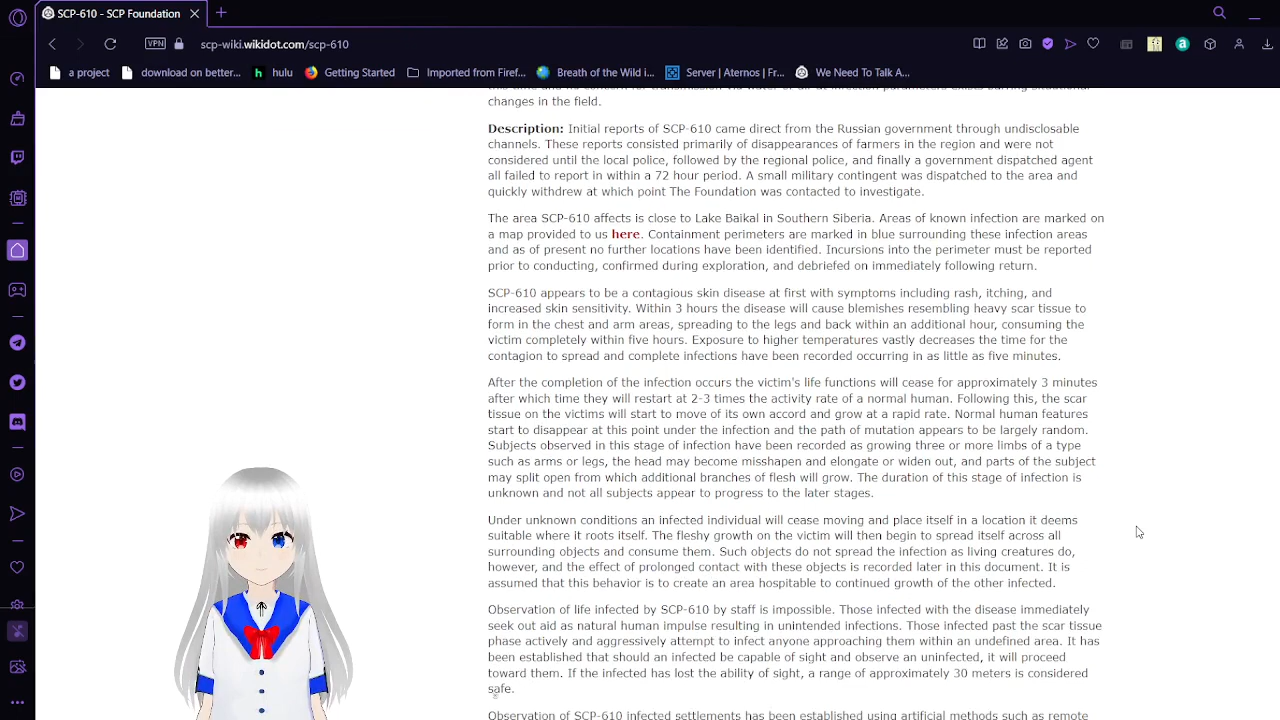 SCP-610 - SCP Foundation
VPN
scp-wiki.wikidot.com/scp-610
a project
download on better...
hulu
Getting Started
Imported from Firef...
Breath of the Wild i...
Server | Aternos | Fr...
We Need To Talk A...
changes in the field.
Description: Initial reports of SCP-610 came direct from the Russian government through undisclosable
channels. These reports consisted primarily of disappearances of farmers in the region and were not
considered until the local police, followed by the regional police, and finally a government dispatched agent
all failed to report in within a 72 hour period. A small military contingent was dispatched to the area and
quickly withdrew at which point The Foundation was contacted to investigate.
The area SCP-610 affects is close to Lake Baikal in Southern Siberia. Areas of known infection are marked on
a map provided to us here. Containment perimeters are marked in blue surrounding these infection areas
and as of present no further locations have been identified. Incursions into the perimeter must be reported
prior to conducting, confirmed during exploration, and debriefed on immediately following return.
SCP-610 appears to be a contagious skin disease at first with symptoms including rash, itching, and
increased skin sensitivity. Within 3 hours the disease will cause blemishes resembling heavy scar tissue to
form in the chest and arm areas, spreading to the legs and back within an additional hour, consuming the
victim completely within five hours. Exposure to higher temperatures vastly decreases the time for the
contagion to spread and complete infections have been recorded occurring in as little as five minutes.
After the completion of the infection occurs the victim's life functions will cease for approximately 3 minutes
after which time they will restart at 2-3 times the activity rate of a normal human. Following this, the scar
tissue on the victims will start to move of its own accord and grow at a rapid rate. Normal human features
start to disappear at this point under the infection and the path of mutation appears to be largely random.
Subjects observed in this stage of infection have been recorded as growing three or more limbs of a type
such as arms or legs, the head may become misshapen and elongate or widen out, and parts of the subject
may split open from which additional branches of flesh will grow. The duration of this stage of infection is
unknown and not all subjects appear to progress to the later stages.
Under unknown conditions an infected individual will cease moving and place itself in a location it deems
suitable where it roots itself. The fleshy growth on the victim will then begin to spread itself across all
surrounding objects and consume them. Such objects do not spread the infection as living creatures do,
however, and the effect of prolonged contact with these objects is recorded later in this document. It is
assumed that this behavior is to create an area hospitable to continued growth of the other infected.
Observation of life infected by SCP-610 by staff is impossible. Those infected with the disease immediately
seek out aid as natural human impulse resulting in unintended infections. Those infected past the scar tissue
phase actively and aggressively attempt to infect anyone approaching them within an undefined area. It has
been established that should an infected be capable of sight and observe an uninfected, it will proceed
toward them. If the infected has lost the ability of sight, a range of approximately 30 meters is considered
safe.
Observation of SCP-610 infected settlements has been established using artificial methods such as remote